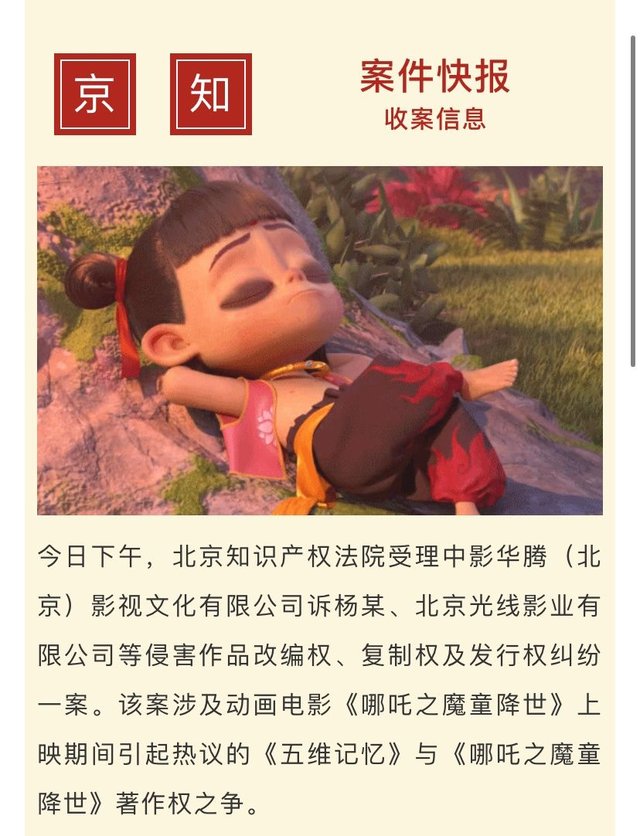 京 知
案件快报
收案信息
今日下午，北京知识产权法院受理中影华腾（北
京）影视文化有限公司诉杨某、北京光线影业有
限公司等侵害作品改编权、复制权及发行权纠纷
一案。该案涉及动画电影《哪吒之魔童降世》上
映期间引起热议的《五维记忆》与《哪吒之魔童
降世》著作权之争。